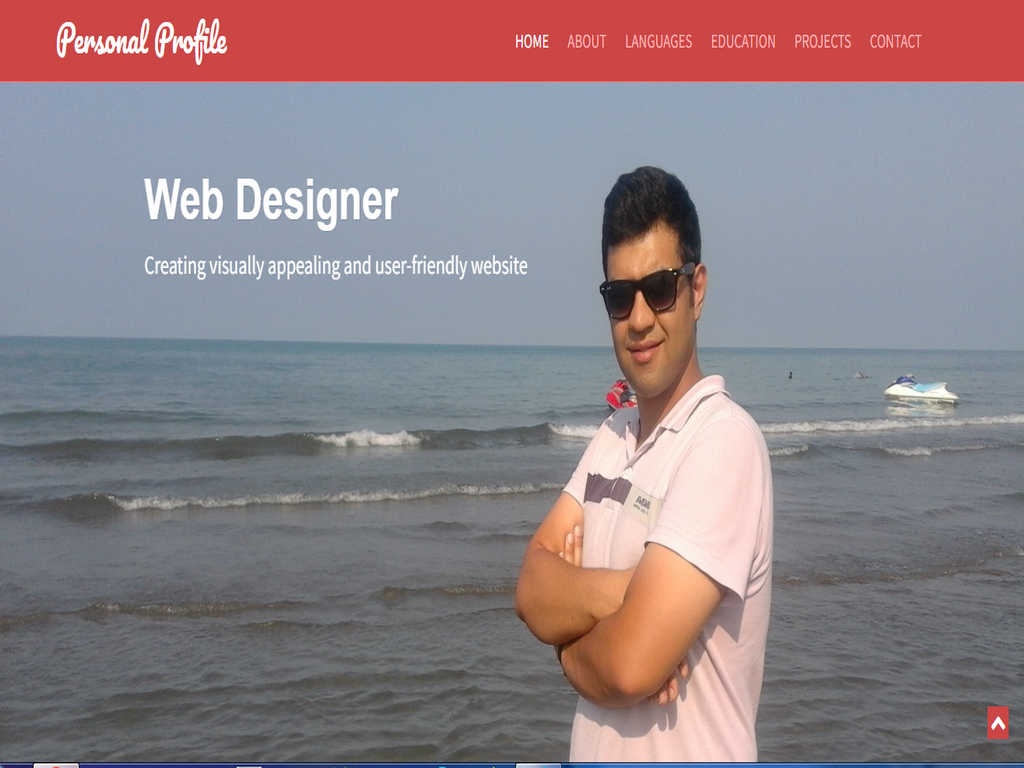 Personal Profile
HOME ABOUT LANGUAGES EDUCATION PROJECTS CONTACT
Web Designer
Creating visually appealing and user-friendly website